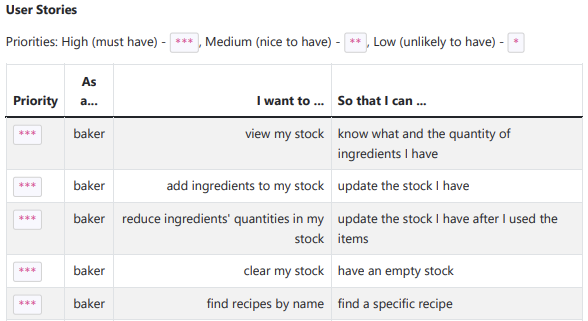 User Stories
Priorities: High (must have) - ***, Medium (nice to have) - **, Low (unlikely to have) - *
Priority As a... I want to ... So that I can ...
*** baker view my stock know what and the quantity of ingredients I have
*** baker add ingredients to my stock update the stock I have
*** baker reduce ingredients' quantities in my stock update the stock I have after I used the items
*** baker clear my stock have an empty stock
*** baker find recipes by name find a specific recipe